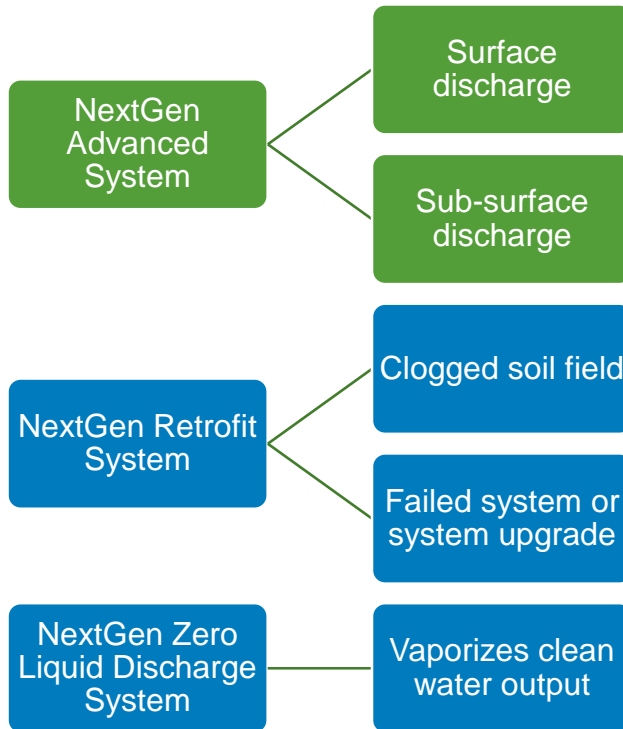 NextGen
Advanced
System
Surface
discharge
Sub-surface
discharge
NextGen Retrofit
System
Clogged soil field
Failed system or
system upgrade
NextGen Zero
Liquid Discharge
System
Vaporizes clean
water output